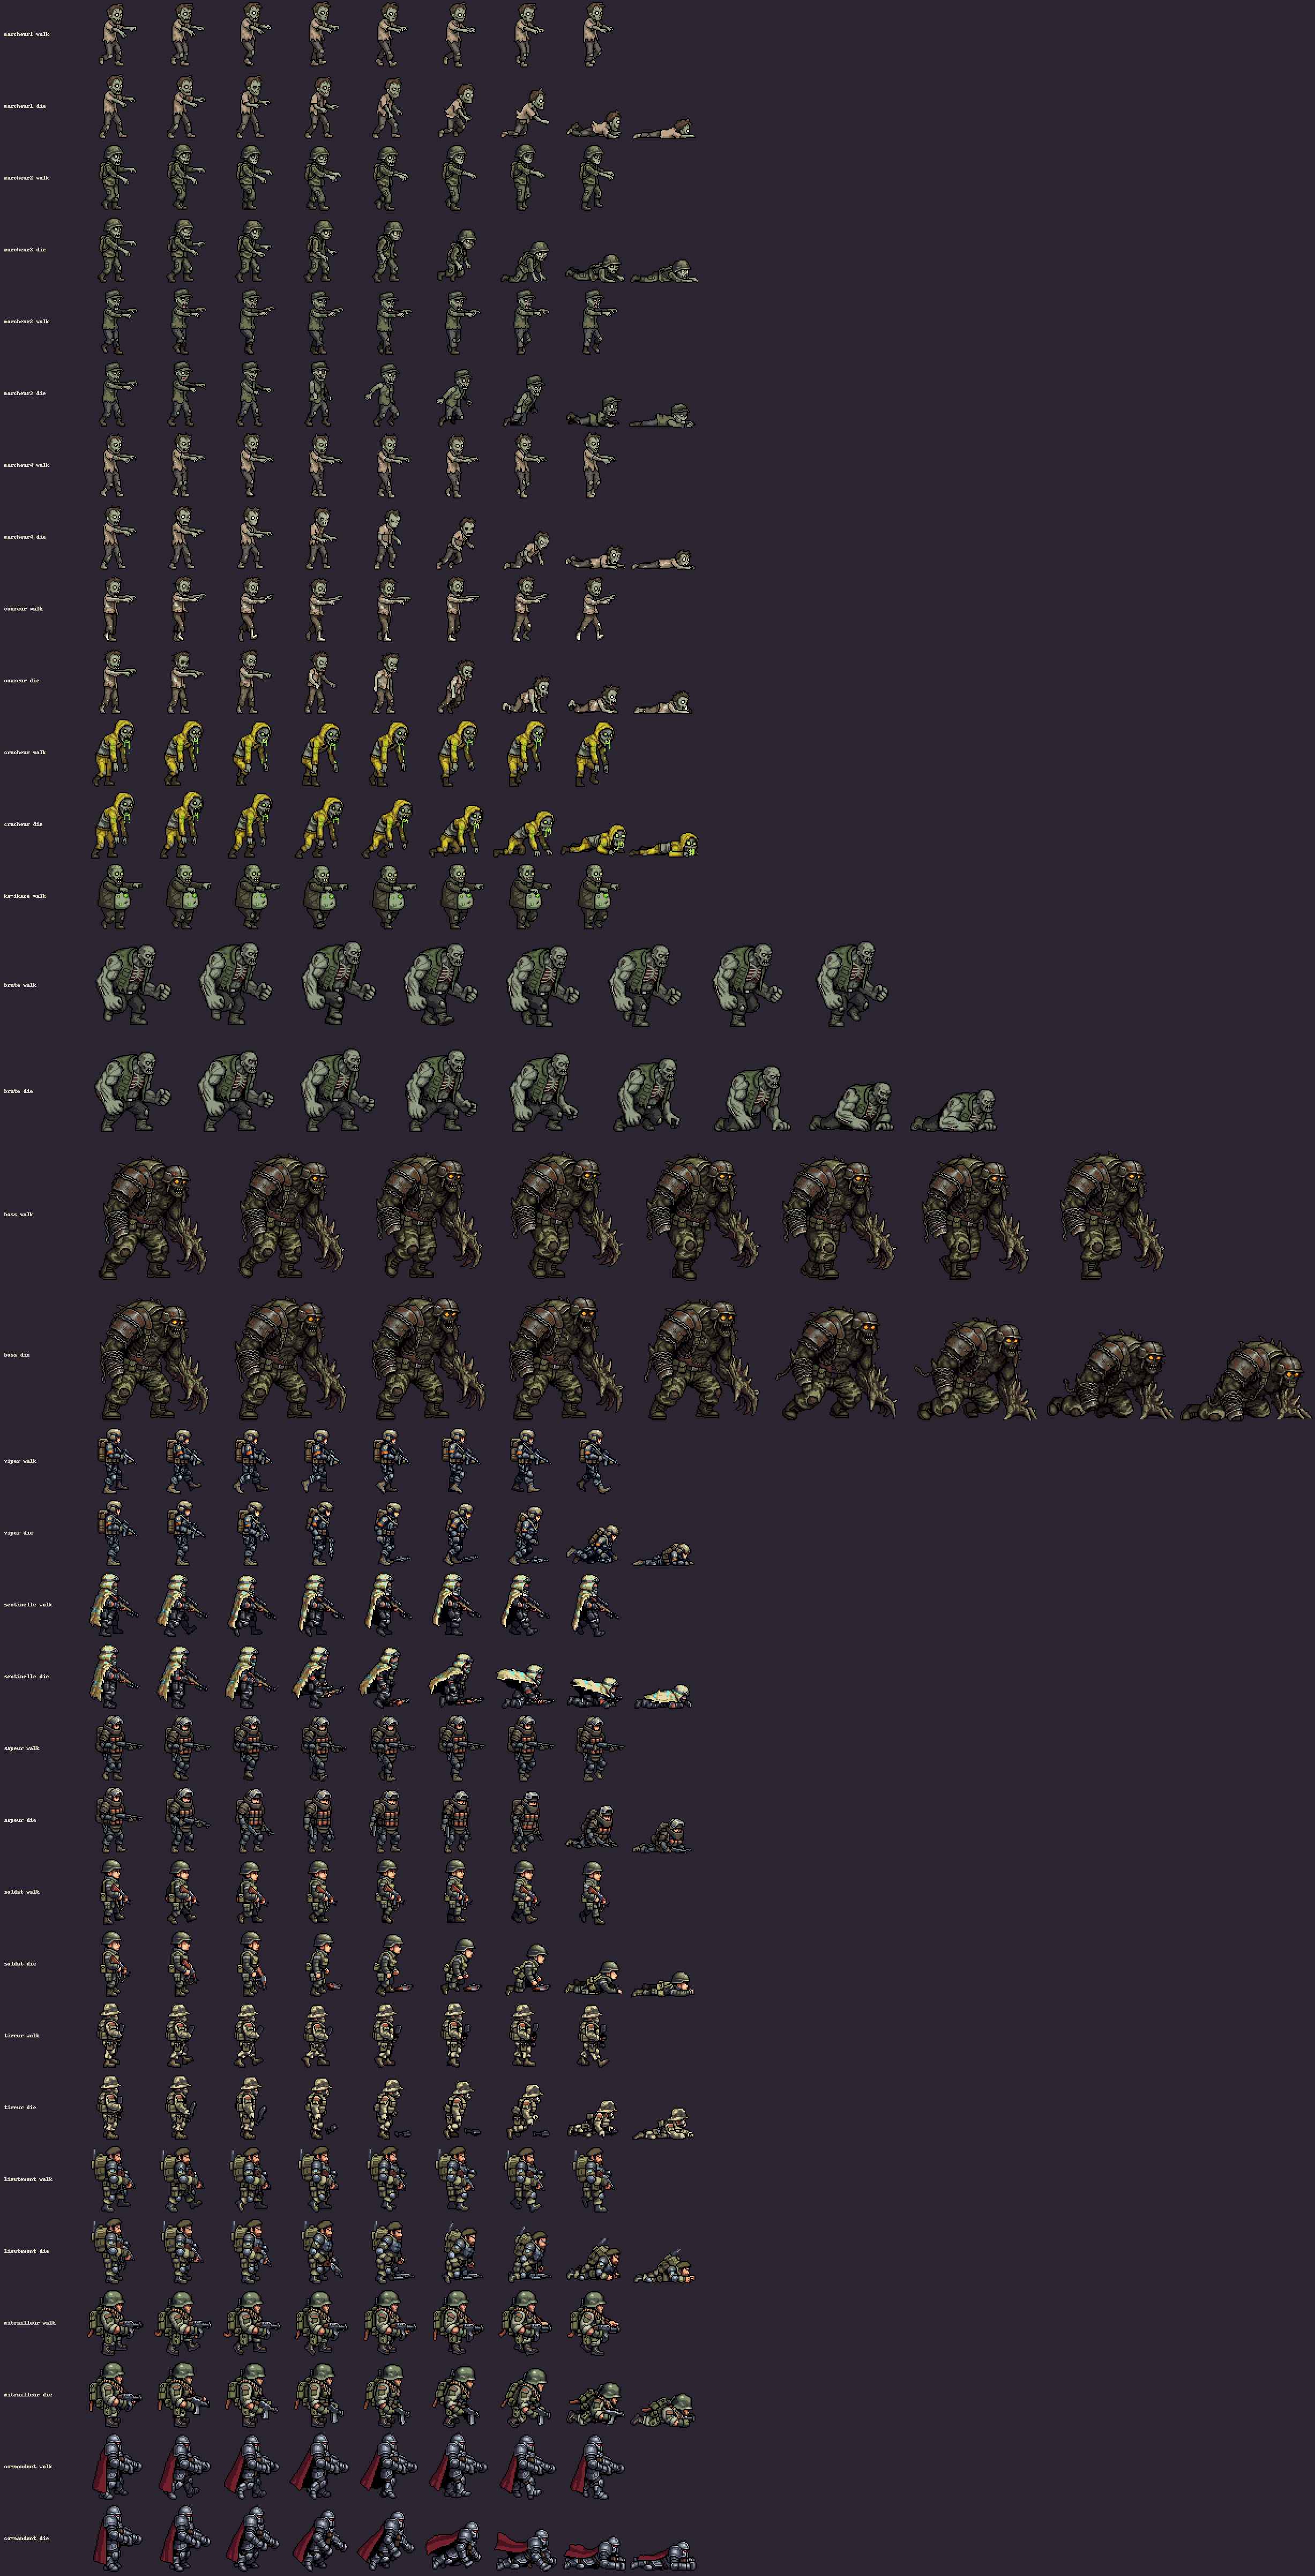 marcheur1 walk
marcheur1 die
marcheur2 walk
marcheur2 die
marcheur3 walk
marcheur3 die
marcheur4 walk
marcheur4 die
coureur walk
coureur die
cracheur walk
cracheur die
kamikaze walk
brute walk
brute die
boss walk
boss die
viper walk
viper die
sentinelle walk
sentinelle die
sapeur walk
sapeur die
soldat walk
soldat die
tireur walk
tireur die
lieutenant walk
lieutenant die
mitrailleur walk
mitrailleur die
commandant walk
commandant die